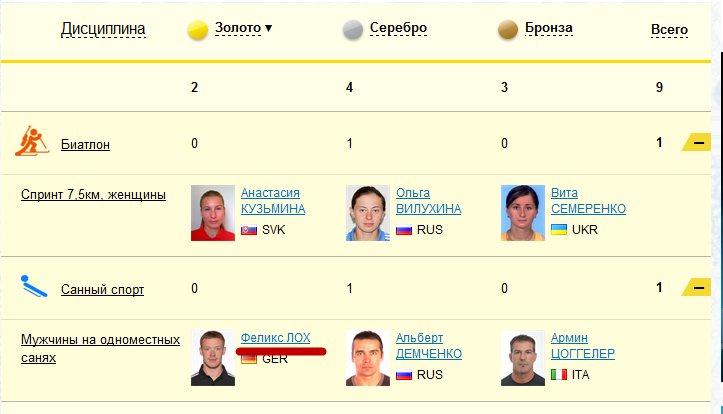 Дисциплина Золото ▾ Серебро Бронза Всего
2 4 3 9
Биатлон 0 1 0 1 –
Спринт 7,5км, женщины Анастасия Ольга Вита
КУЗЬМИНА ВИЛУХИНА СЕМЕРЕНКО
SVK RUS UKR
Санный спорт 0 1 0 1 –
Мужчины на одноместных Феликс ЛОХ Альберт Армин
санях ДЕМЧЕНКО ЦОГГЕЛЕР
GER RUS ITA